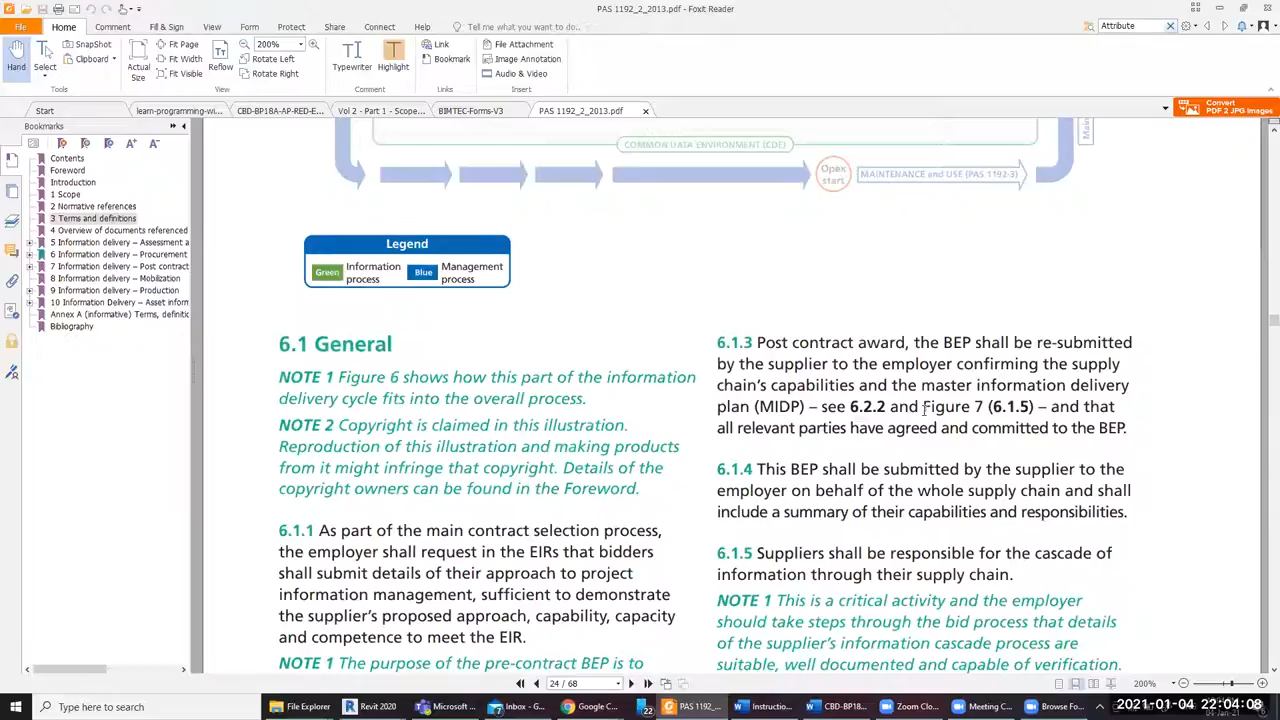 PAS 1192_2_2013.pdf - Foxit Reader
File
Home
Comment
Fill & Sign
View
Form
Protect
Share
Connect
Help
Tell me what you want to do...
Attribute
Hand
Select
SnapShot
Clipboard
Actual
Size
Fit Page
Fit Width
Fit Visible
Reflow
200%
Rotate Left
Rotate Right
Typewriter
Highlight
Link
Bookmark
File Attachment
Image Annotation
Audio & Video
Tools
View
Comment
Links
Insert
Start
learn-programming-wi...
CBD-BP18A-AP-RED-E...
Vol 2 - Part 1 - Scope...
BIMTEC-Forms-V3
PAS_1192_2_2013.pdf
Convert
PDF 2 JPG Images
Bookmarks
Contents
Foreword
Introduction
1 Scope
2 Normative references
3 Terms and definitions
4 Overview of documents referenced
5 Information delivery – Assessment a
6 Information delivery – Procurement
7 Information delivery – Post contract
8 Information delivery – Mobilization
9 Information delivery – Production
10 Information Delivery – Asset inform
Annex A (informative) Terms, definitio
Bibliography
COMMON DATA ENVIRONMENT (CDE)
Opex
start
MAINTENANCE and USE (PAS 1192-3)
Main
Legend
Green
Information
process
Blue
Management
process
6.1 General
NOTE 1 Figure 6 shows how this part of the information
delivery cycle fits into the overall process.
NOTE 2 Copyright is claimed in this illustration.
Reproduction of this illustration and making products
from it might infringe that copyright. Details of the
copyright owners can be found in the Foreword.
6.1.1 As part of the main contract selection process,
the employer shall request in the EIRs that bidders
shall submit details of their approach to project
information management, sufficient to demonstrate
the supplier's proposed approach, capability, capacity
and competence to meet the EIR.
NOTE 1 The purpose of the pre-contract BEP is to
6.1.3 Post contract award, the BEP shall be re-submitted
by the supplier to the employer confirming the supply
chain's capabilities and the master information delivery
plan (MIDP) – see 6.2.2 and Figure 7 (6.1.5) – and that
all relevant parties have agreed and committed to the BEP.
6.1.4 This BEP shall be submitted by the supplier to the
employer on behalf of the whole supply chain and shall
include a summary of their capabilities and responsibilities.
6.1.5 Suppliers shall be responsible for the cascade of
information through their supply chain.
NOTE 1 This is a critical activity and the employer
should take steps through the bid process that details
of the supplier's information cascade process are
suitable, well documented and capable of verification.
24 / 68
200%
Type here to search
File Explorer
Revit 2020
Microsoft ...
Inbox - G...
Google C...
22
PAS 1192_...
Instructio...
CBD-BP18...
Zoom Clo...
Meeting C...
Browse Fo...
2021-01-04 22:04:08